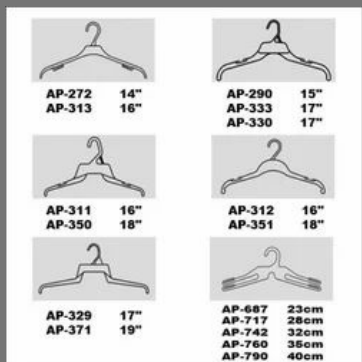 AP-272 14"
AP-313 16"
AP-290 15"
AP-333 17"
AP-330 17"
AP-311 16"
AP-350 18"
AP-312 16"
AP-351 18"
AP-329 17"
AP-371 19"
AP-687 23cm
AP-717 28cm
AP-742 32cm
AP-760 35cm
AP-790 40cm